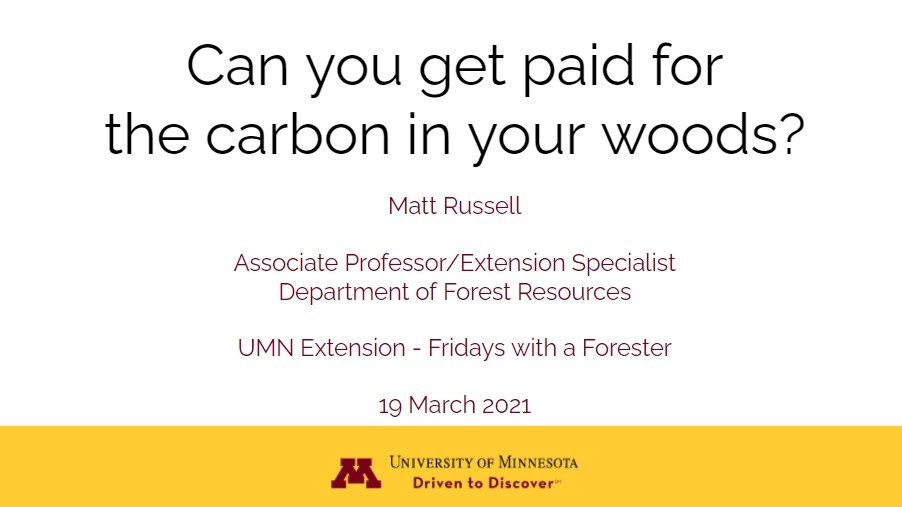 Can you get paid for
the carbon in your woods?
Matt Russell
Associate Professor/Extension Specialist
Department of Forest Resources
UMN Extension - Fridays with a Forester
19 March 2021
M
UNIVERSITY OF MINNESOTA
Driven to Discover℠